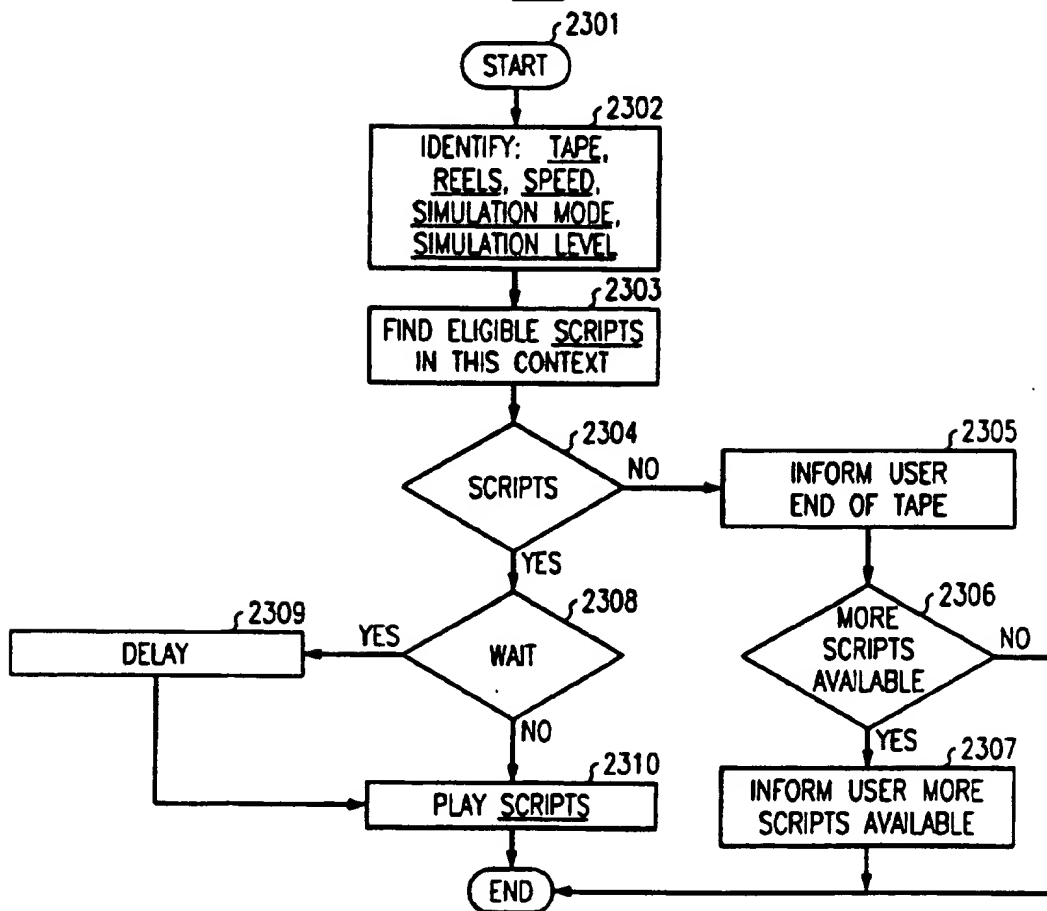 2301
START
2302
IDENTIFY: TAPE,
REELS, SPEED,
SIMULATION MODE,
SIMULATION LEVEL
2303
FIND ELIGIBLE SCRIPTS
IN THIS CONTEXT
2304
SCRIPTS
NO
YES
2305
INFORM USER
END OF TAPE
2306
MORE
SCRIPTS
AVAILABLE
NO
YES
2307
INFORM USER MORE
SCRIPTS AVAILABLE
2308
WAIT
YES
NO
2309
DELAY
2310
PLAY SCRIPTS
END